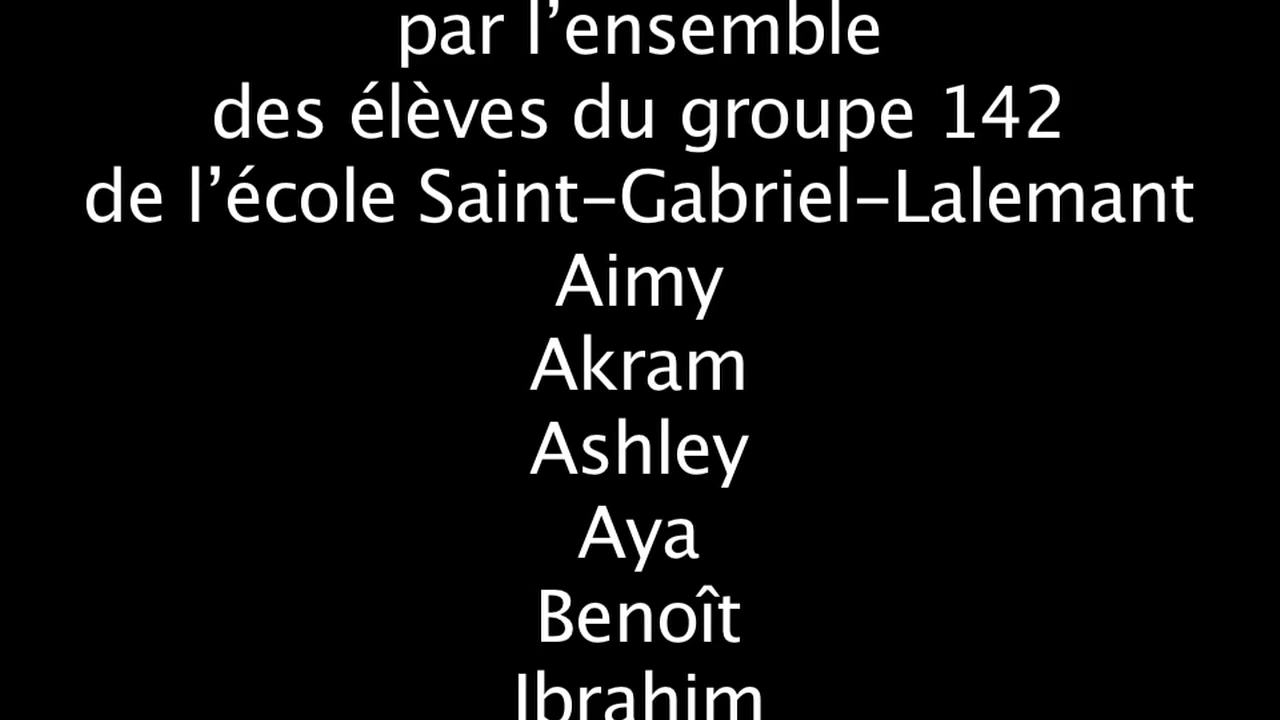 par l’ensemble
des élèves du groupe 142
de l’école Saint-Gabriel-Lalemant
Aimy
Akram
Ashley
Aya
Benoît
Ibrahim